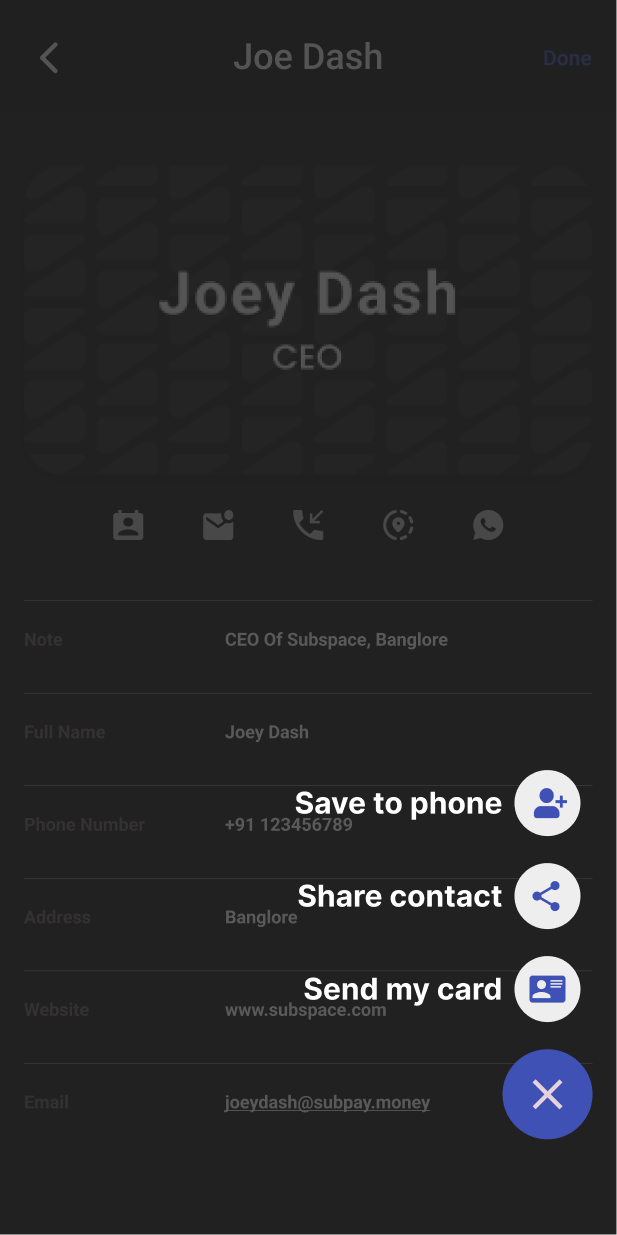 Joe Dash
Done
Joey Dash
CEO
Note CEO Of Subspace, Banglore
Full Name Joey Dash
Save to phone
Phone Number +91 123456789
Share contact
Address Banglore
Send my card
Website www.subspace.com
Email joeydash@subpay.money